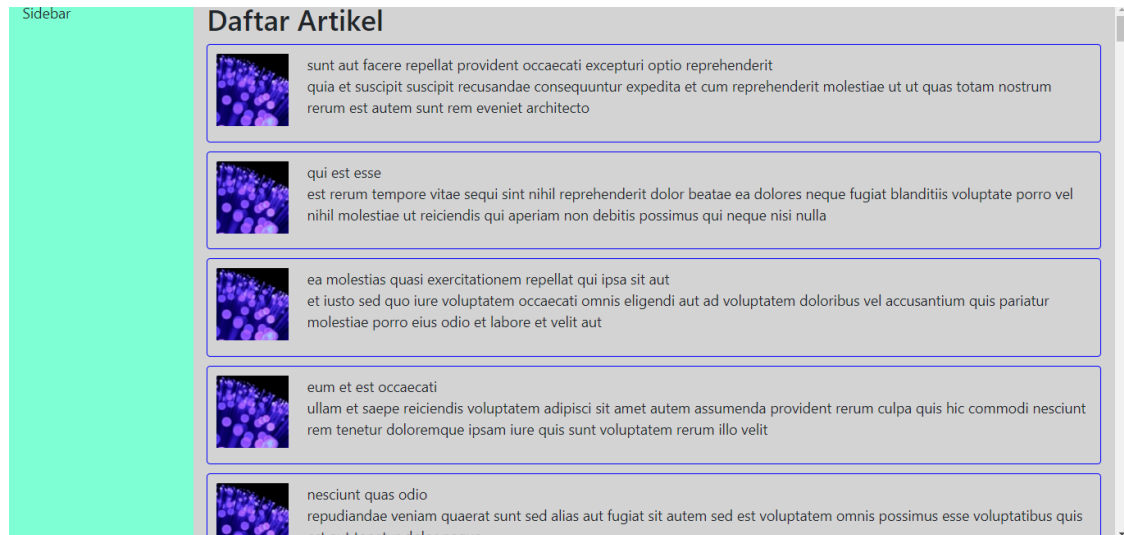 Sidebar
Daftar Artikel
sunt aut facere repellat provident occaecati excepturi optio reprehenderit
quia et suscipit suscipit recusandae consequuntur expedita et cum reprehenderit molestiae ut ut quas totam nostrum
rerum est autem sunt rem eveniet architecto
qui est esse
est rerum tempore vitae sequi sint nihil reprehenderit dolor beatae ea dolores neque fugiat blanditiis voluptate porro vel
nihil molestiae ut reiciendis qui aperiam non debitis possimus qui neque nisi nulla
ea molestias quasi exercitationem repellat qui ipsa sit aut
et iusto sed quo iure voluptatem occaecati omnis eligendi aut ad voluptatem doloribus vel accusantium quis pariatur
molestiae porro eius odio et labore et velit aut
eum et est occaecati
ullam et saepe reiciendis voluptatem adipisci sit amet autem assumenda provident rerum culpa quis hic commodi nesciunt
rem tenetur doloremque ipsam iure quis sunt voluptatem rerum illo velit
nesciunt quas odio
repudiandae veniam quaerat sunt sed alias aut fugiat sit autem sed est voluptatem omnis possimus esse voluptatibus quis